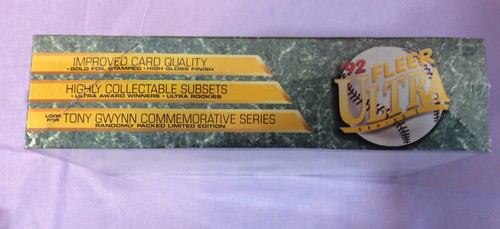 IMPROVED CARD QUALITY
• GOLD FOIL STAMPED • HIGH GLOSS FINISH
HIGHLY COLLECTABLE SUBSETS
• ULTRA AWARD WINNERS • ULTRA ROOKIES
LOOK FOR TONY GWYNN COMMEMORATIVE SERIES
RANDOMLY PACKED LIMITED EDITION
'92 FLEER
ULTRA
SERIES